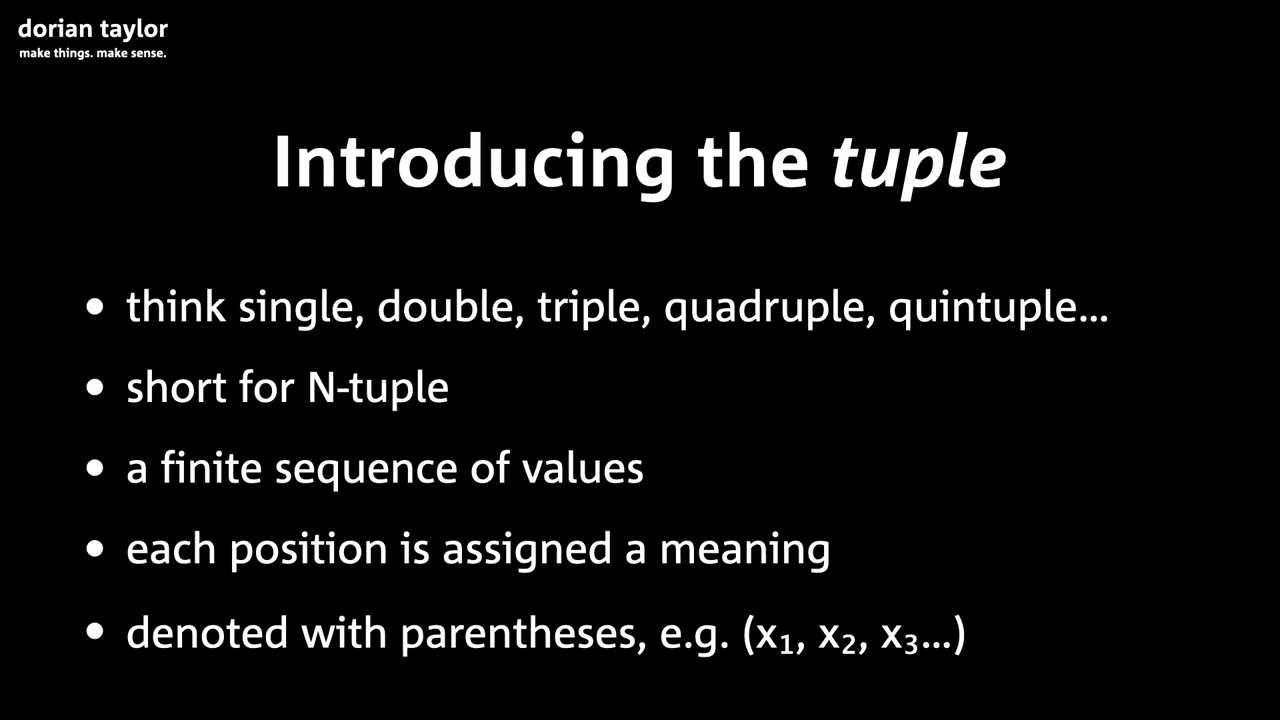 dorian taylor
make things. make sense.
Introducing the tuple
• think single, double, triple, quadruple, quintuple...
• short for N-tuple
• a finite sequence of values
• each position is assigned a meaning
• denoted with parentheses, e.g. (x₁, x₂, x₃...)